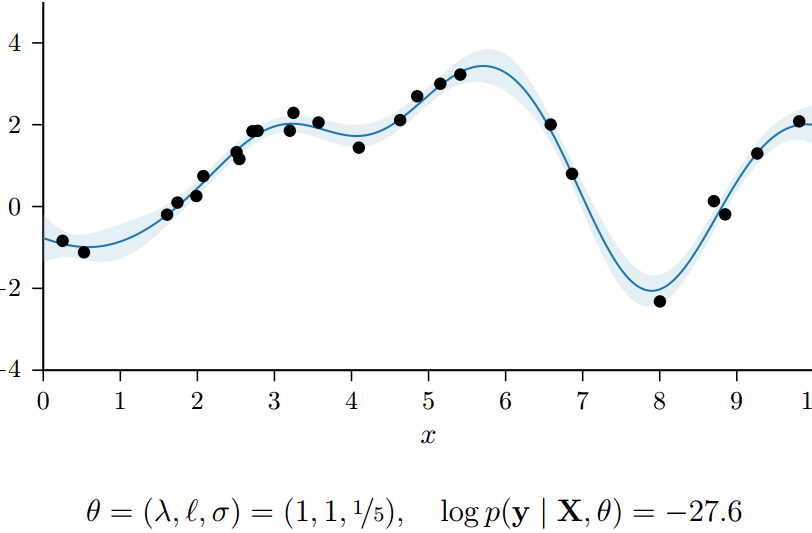 4
2
0
-2
-4
0 1 2 3 4 5 6 7 8 9 1
x
θ = (λ, ℓ, σ) = (1, 1, 1/5), log p(y | X, θ) = −27.6